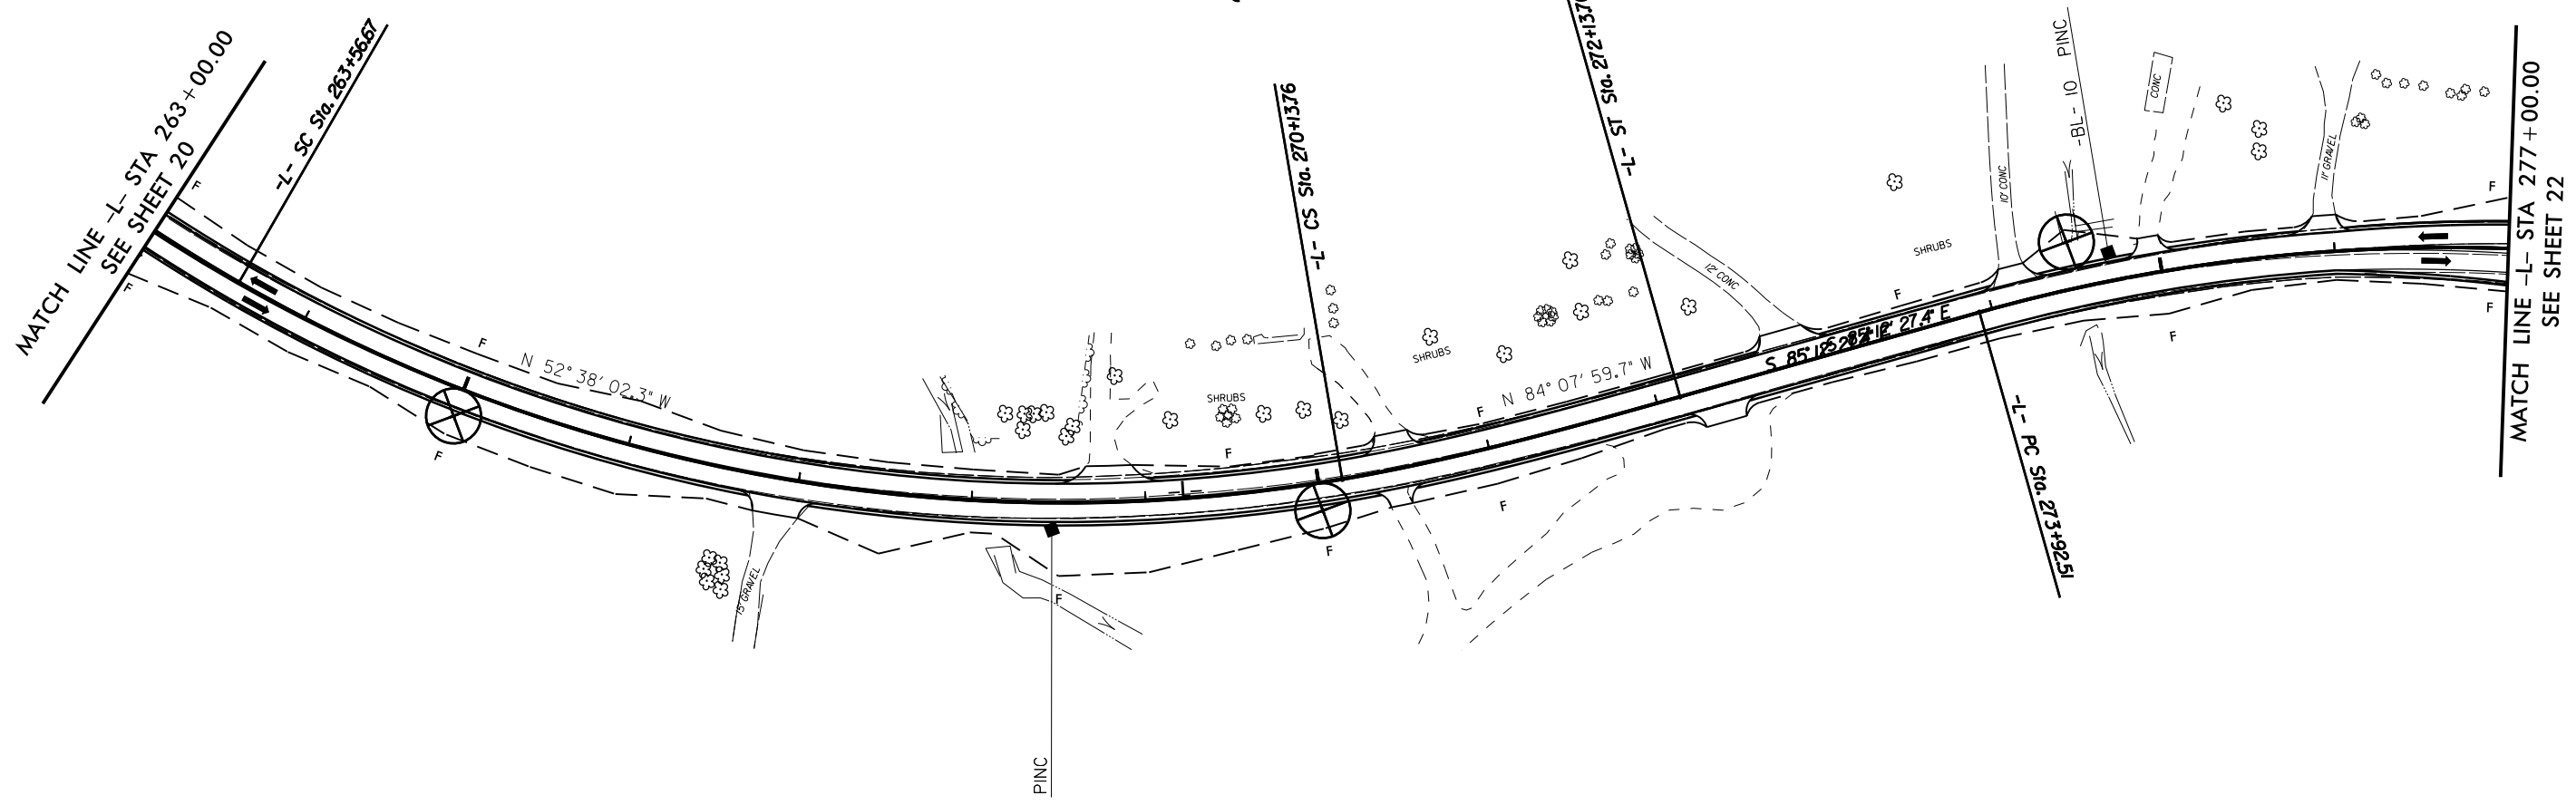 MATCH LINE -L- STA 263+00.00
SEE SHEET 20
-L- SC Sta. 263+56.67
F
F
F
F
N 52° 38' 02.3" W
15' GRAVEL
PINC
F
SHRUBS
F
-L- CS Sta. 270+13.76
F
SHRUBS
F
F
N 84° 07' 59.7" W
-L- ST Sta. 272+13.76
12' CONC
27.4" E
F
SHRUBS
-L- PC Sta. 273+92.51
10' CONC
-BL- 10 PINC
CONC
F
11' GRAVEL
F
F
MATCH LINE -L- STA 277+00.00
SEE SHEET 22